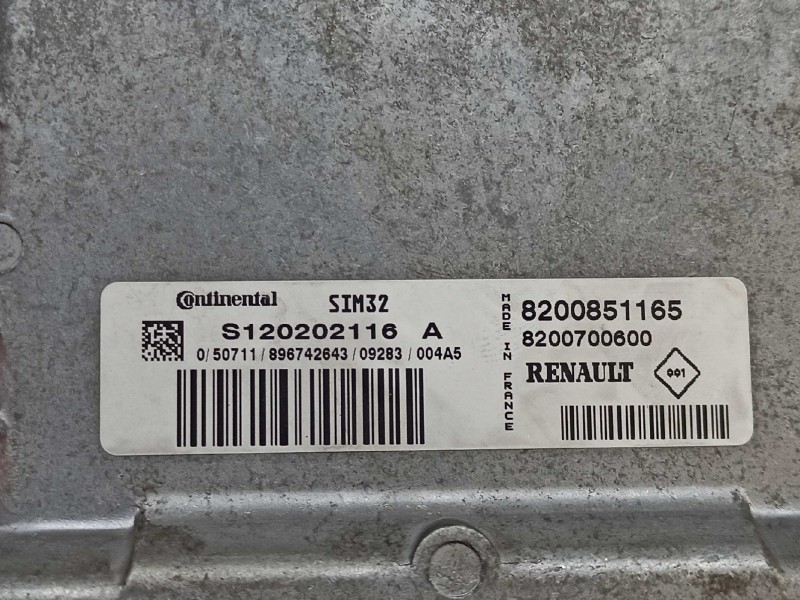 Continental SIM32
S120202116 A
0/50711/896742643/09283/004A5
MADE IN FRANCE
8200851165
8200700600
RENAULT
001